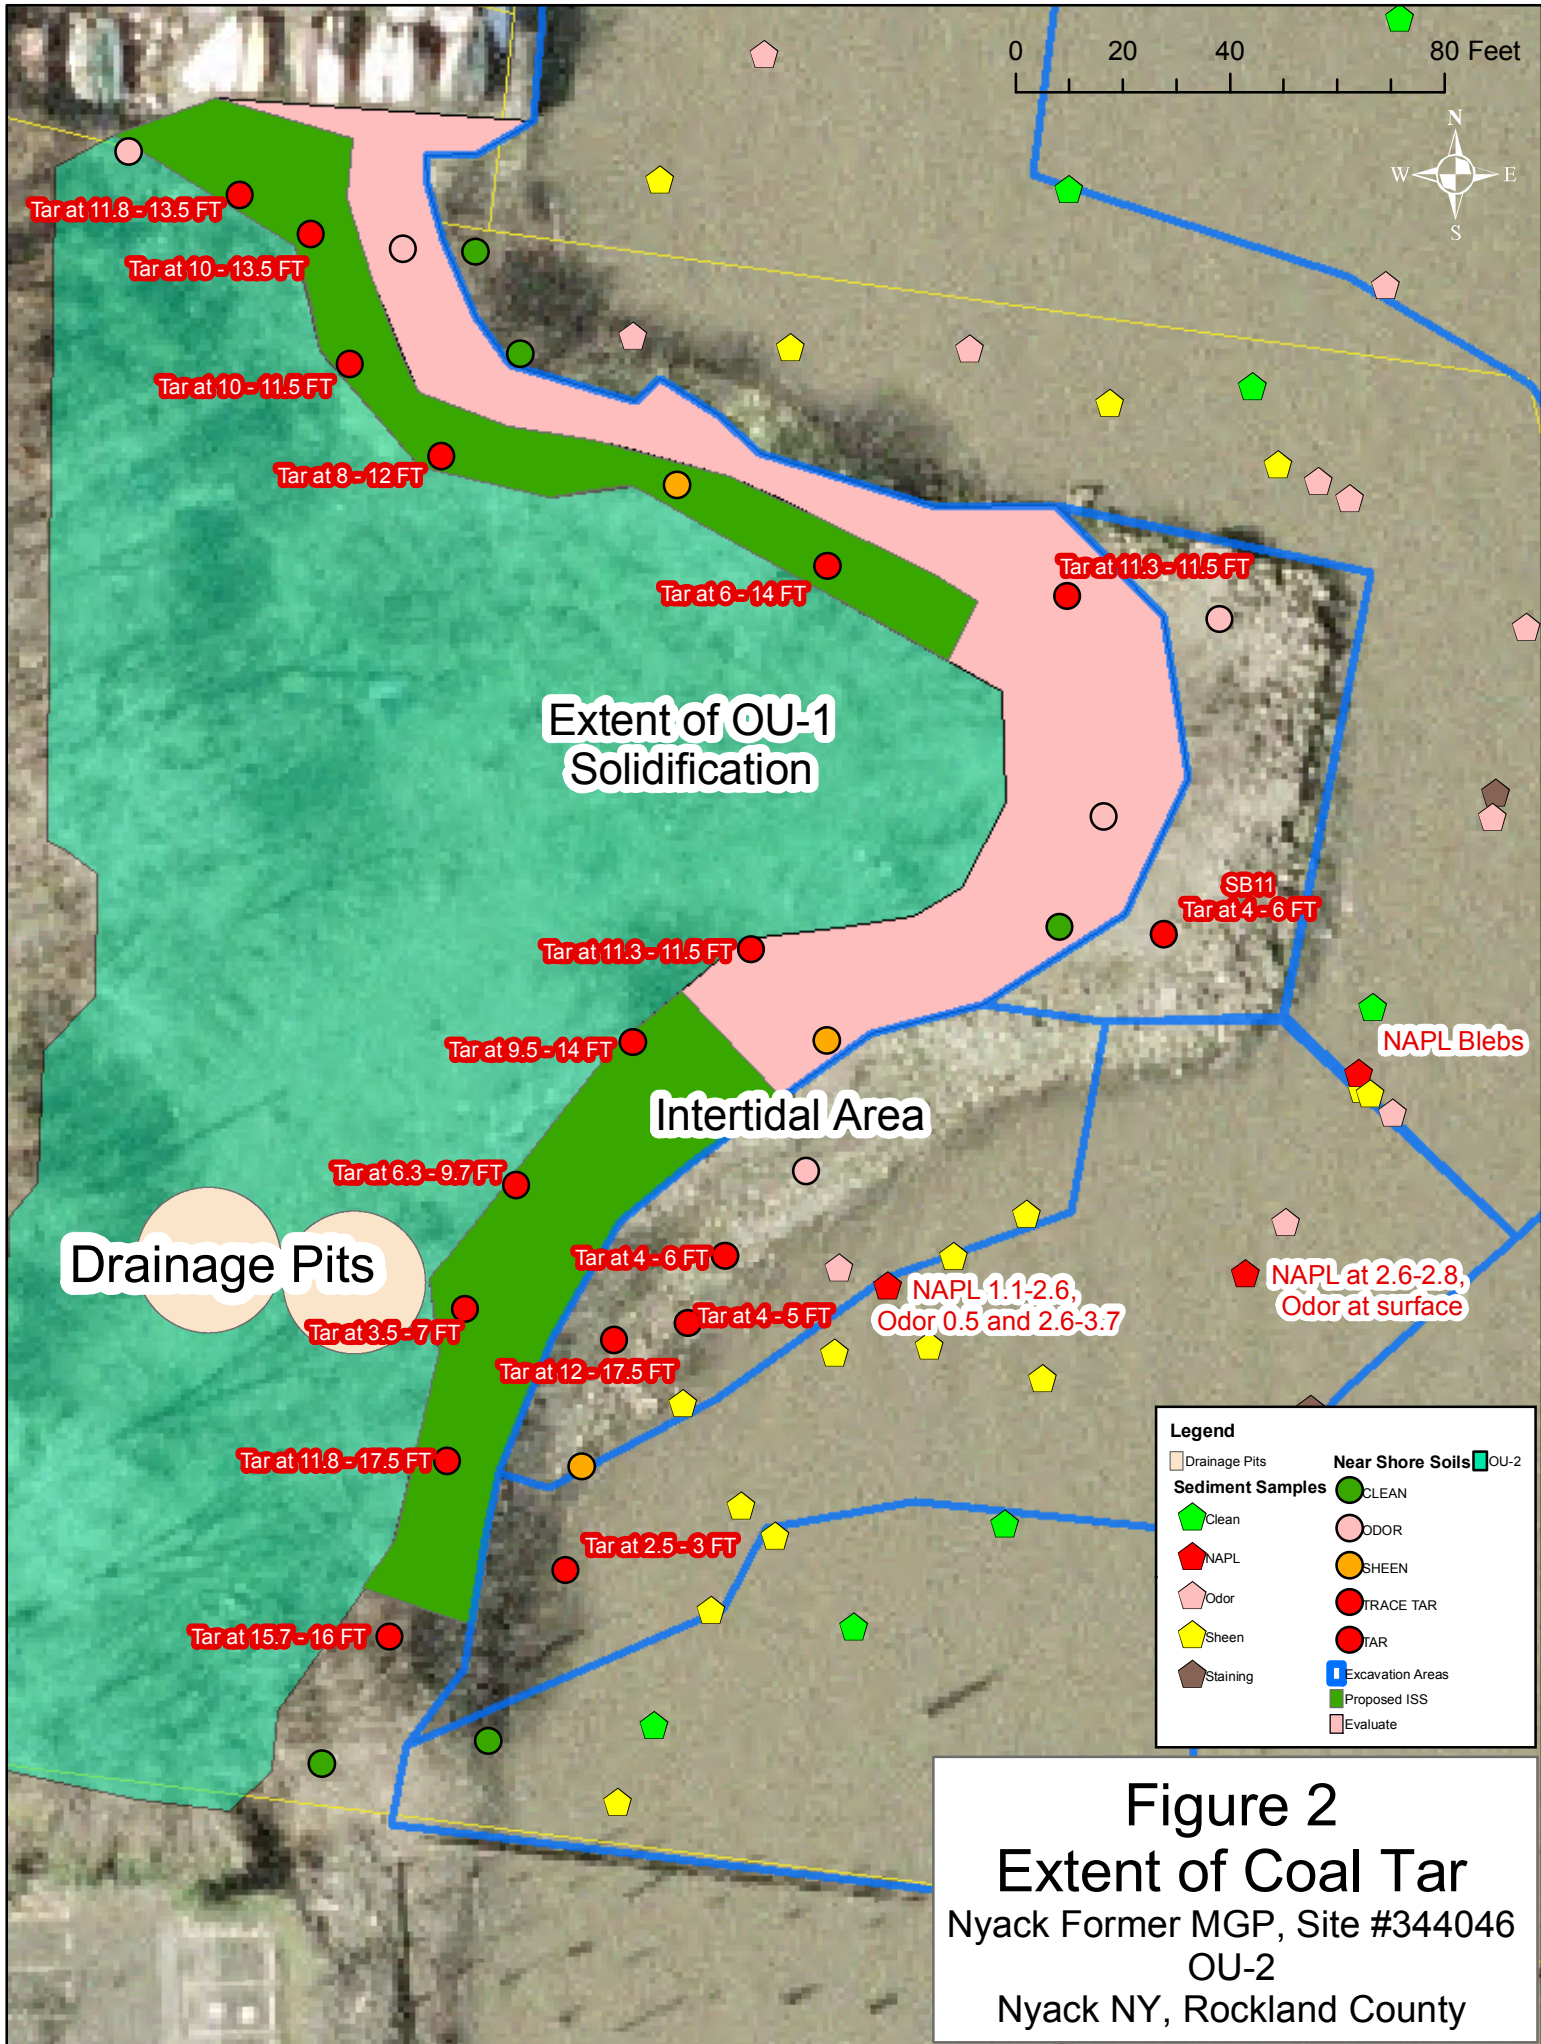 0 20 40 80 Feet
N
W E
S
Tar at 11.8 - 13.5 FT
Tar at 10 - 13.5 FT
Tar at 10 - 11.5 FT
Tar at 8 - 12 FT
Tar at 6 - 14 FT
Tar at 11.3 - 11.5 FT
Extent of OU-1
Solidification
SB11
Tar at 4 - 6 FT
Tar at 11.3 - 11.5 FT
Tar at 9.5 - 14 FT
NAPL Blebs
Intertidal Area
Tar at 6.3 - 9.7 FT
Drainage Pits
Tar at 4 - 6 FT
NAPL 1.1-2.6,
Odor 0.5 and 2.6-3.7
NAPL at 2.6-2.8,
Odor at surface
Tar at 3.5 - 7 FT
Tar at 4 - 5 FT
Tar at 12 - 17.5 FT
Tar at 11.8 - 17.5 FT
Tar at 2.5 - 3 FT
Tar at 15.7 - 16 FT
Legend
Drainage Pits
Sediment Samples
Clean
NAPL
Odor
Sheen
Staining
Near Shore Soils
OU-2
CLEAN
ODOR
SHEEN
TRACE TAR
TAR
Excavation Areas
Proposed ISS
Evaluate
Figure 2
Extent of Coal Tar
Nyack Former MGP, Site #344046
OU-2
Nyack NY, Rockland County